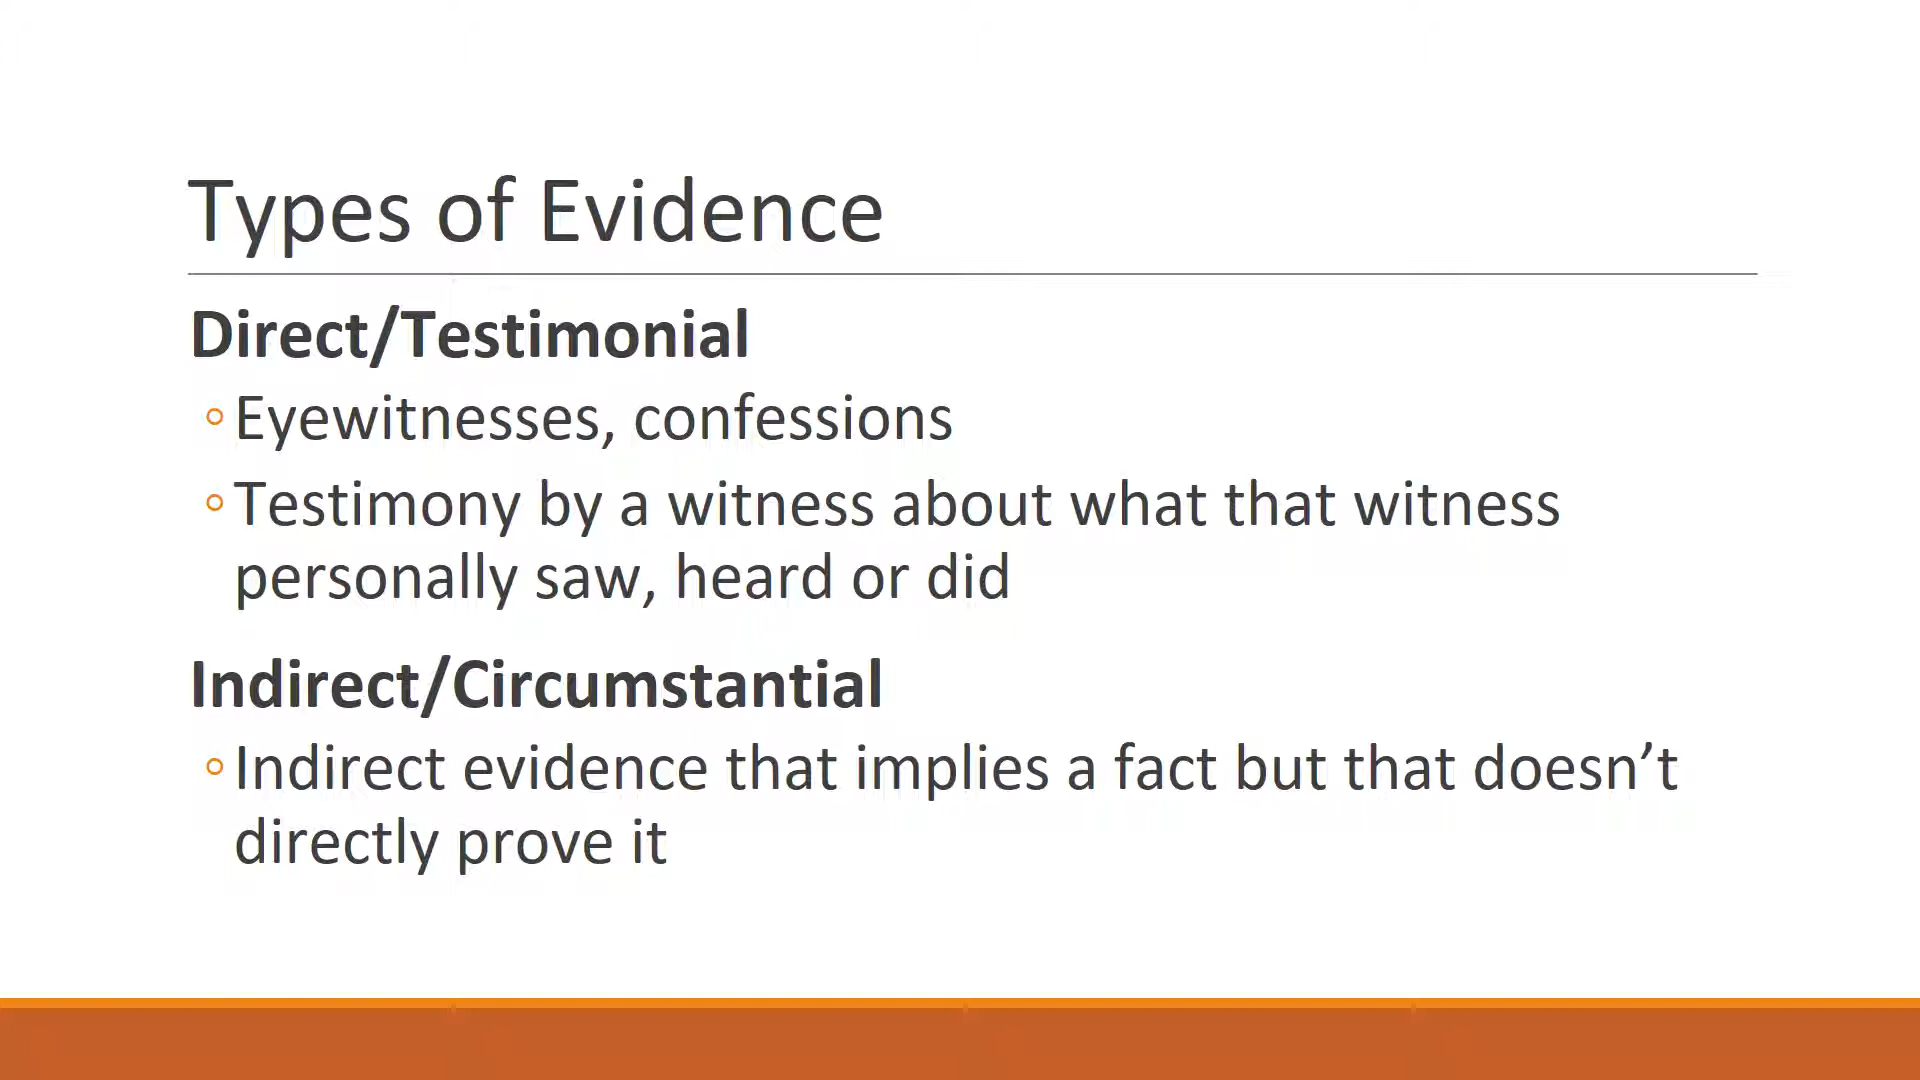 Types of Evidence
Direct/Testimonial
◦Eyewitnesses, confessions
◦Testimony by a witness about what that witness
personally saw, heard or did
Indirect/Circumstantial
◦Indirect evidence that implies a fact but that doesn’t
directly prove it